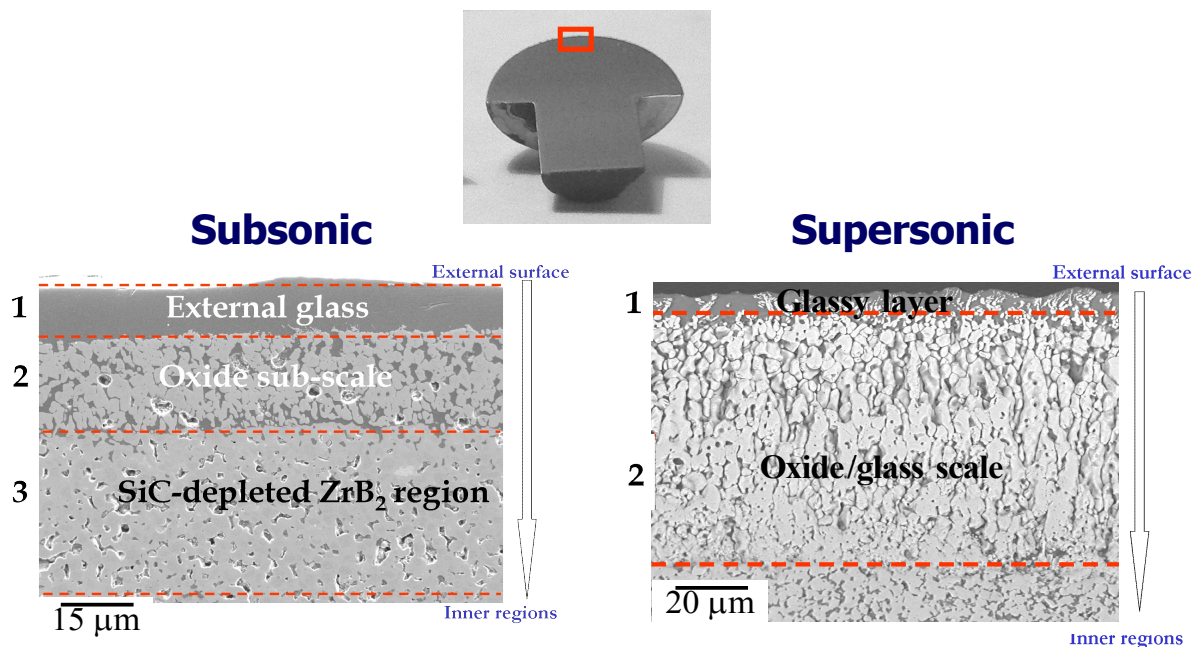 Subsonic
Supersonic
External surface
1
External glass
2
Oxide sub-scale
3
SiC-depleted ZrB₂ region
15 μm
Inner regions
External surface
1
Glassy layer
2
Oxide/glass scale
20 μm
Inner regions